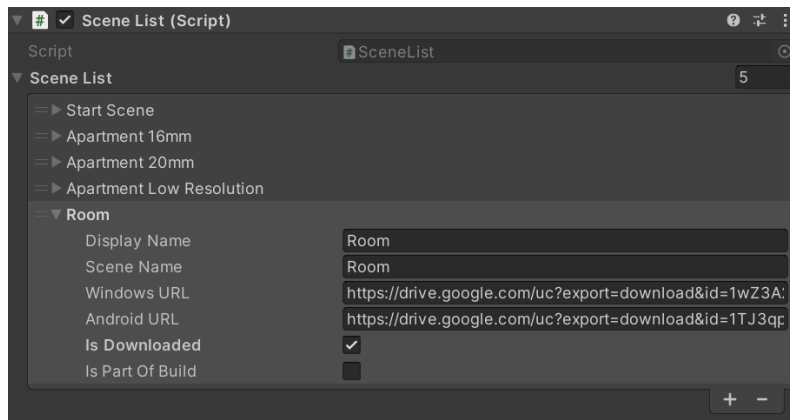 Scene List (Script)
Script SceneList
Scene List 5
Start Scene
Apartment 16mm
Apartment 20mm
Apartment Low Resolution
Room
Display Name Room
Scene Name Room
Windows URL https://drive.google.com/uc?export=download&id=1wZ3A
Android URL https://drive.google.com/uc?export=download&id=1TJ3qp
Is Downloaded
Is Part Of Build